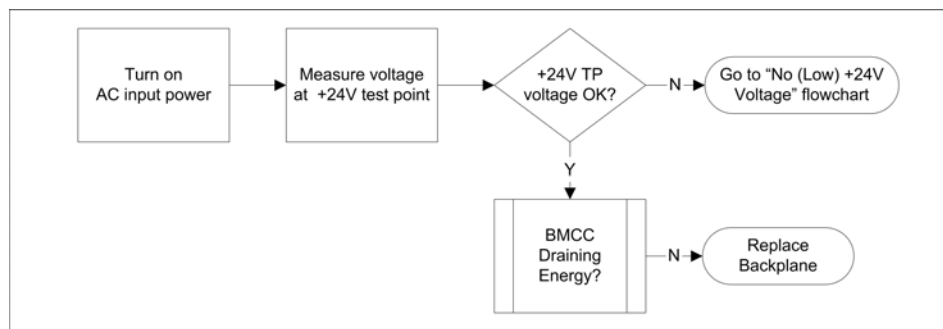 Turn on
AC input power
Measure voltage
at +24V test point
+24V TP
voltage OK?
N
Go to “No (Low) +24V
Voltage” flowchart
Y
BMCC
Draining
Energy?
N
Replace
Backplane